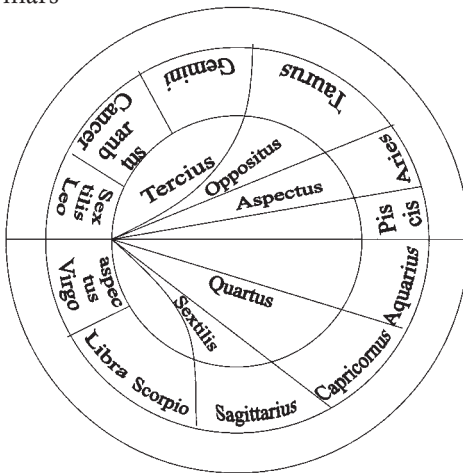 mars
Gemini
Taurus
Cancer
quar
tus
Tercius
Oppositus
Aries
Sex
tilis
Leo
Aspectus
Pis
cis
aspec
tus
Virgo
Quartus
Aquarius
Sextilis
Libra Scorpio
Capricornus
Sagittarius